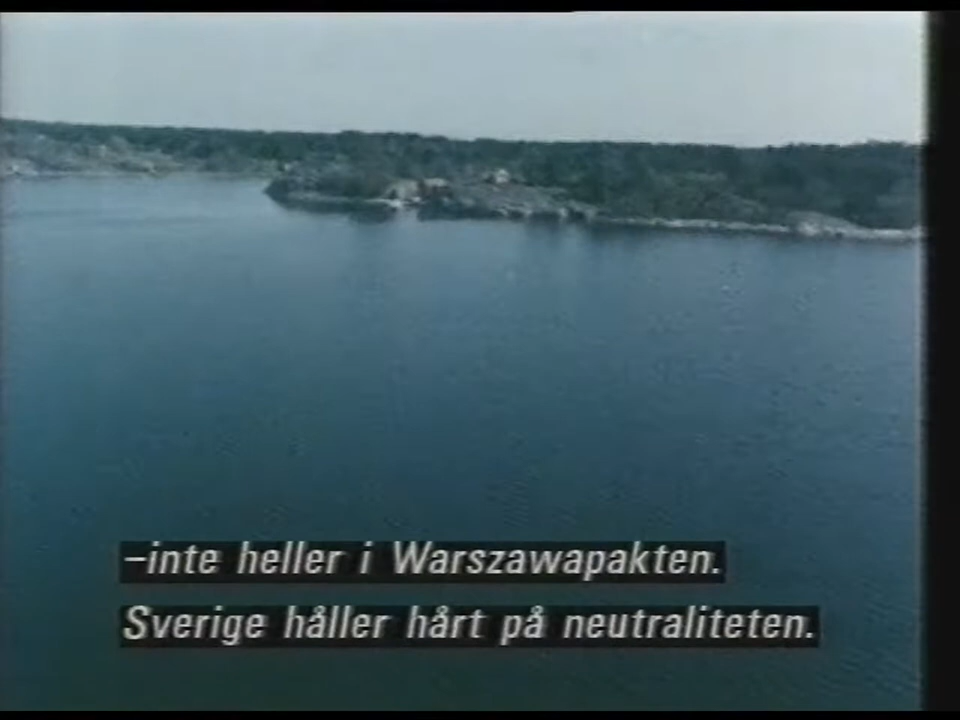 –inte heller i Warszawapakten.
Sverige håller hårt på neutraliteten.